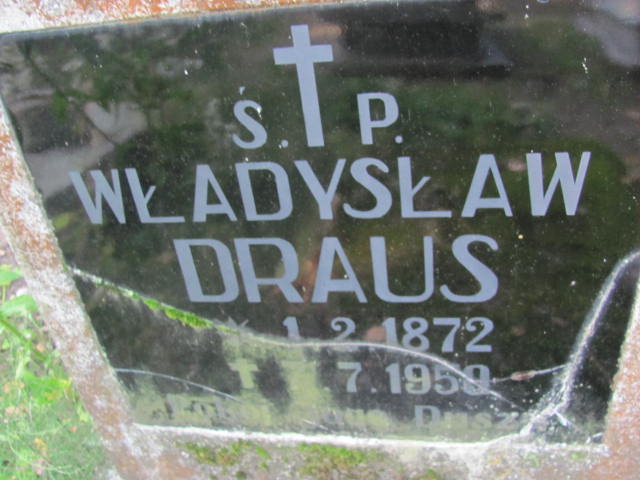 Ś. P.
WŁADYSŁAW
DRAUS
* 1.2.1872
† 7.1959